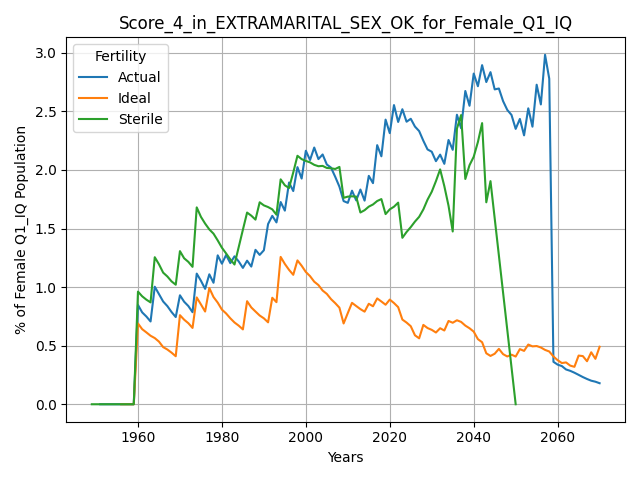 Score_4_in_EXTRAMARITAL_SEX_OK_for_Female_Q1_IQ
Fertility
Actual
Ideal
Sterile
% of Female Q1_IQ Population
3.0
2.5
2.0
1.5
1.0
0.5
0.0
1960 1980 2000 2020 2040 2060
Years